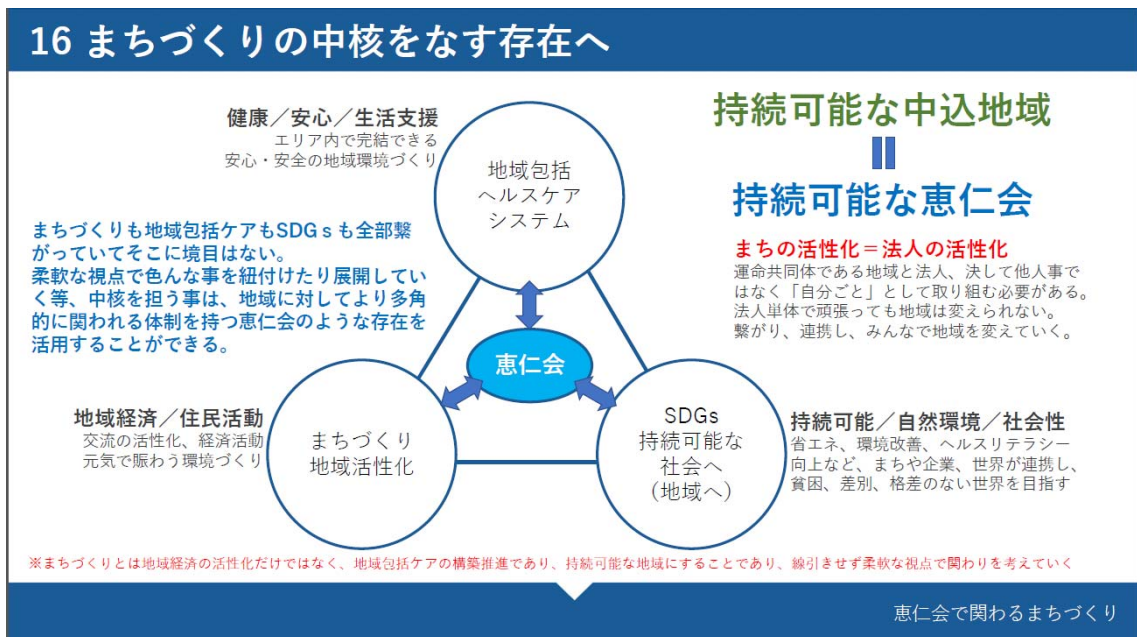 16 まちづくりの中核をなす存在へ
健康／安心／生活支援
エリア内で完結できる
安心・安全の地域環境づくり
地域包括
ヘルスケア
システム
持続可能な中込地域
＝
持続可能な恵仁会
まちの活性化＝法人の活性化
運命共同体である地域と法人、決して他人事で
はなく「自分ごと」として取り組む必要がある。
法人単体で頑張っても地域は変えられない。
繋がり、連携し、みんなで地域を変えていく。
まちづくりも地域包括ケアもSDGｓも全部繋
がっていてそこに境目はない。
柔軟な視点で色んな事を紐付けたり展開してい
く等、中核を担う事は、地域に対してより多角
的に関われる体制を持つ恵仁会のような存在を
活用することができる。
恵仁会
地域経済／住民活動
交流の活性化、経済活動
元気で賑わう環境づくり
まちづくり
地域活性化
SDGs
持続可能な
社会へ
（地域へ）
持続可能／自然環境／社会性
省エネ、環境改善、ヘルスリテラシー
向上など、まちや企業、世界が連携し、
貧困、差別、格差のない世界を目指す
※まちづくりとは地域経済の活性化だけではなく、地域包括ケアの構築推進であり、持続可能な地域にすることであり、線引きせず柔軟な視点で関わりを考えていく
恵仁会で関わるまちづくり